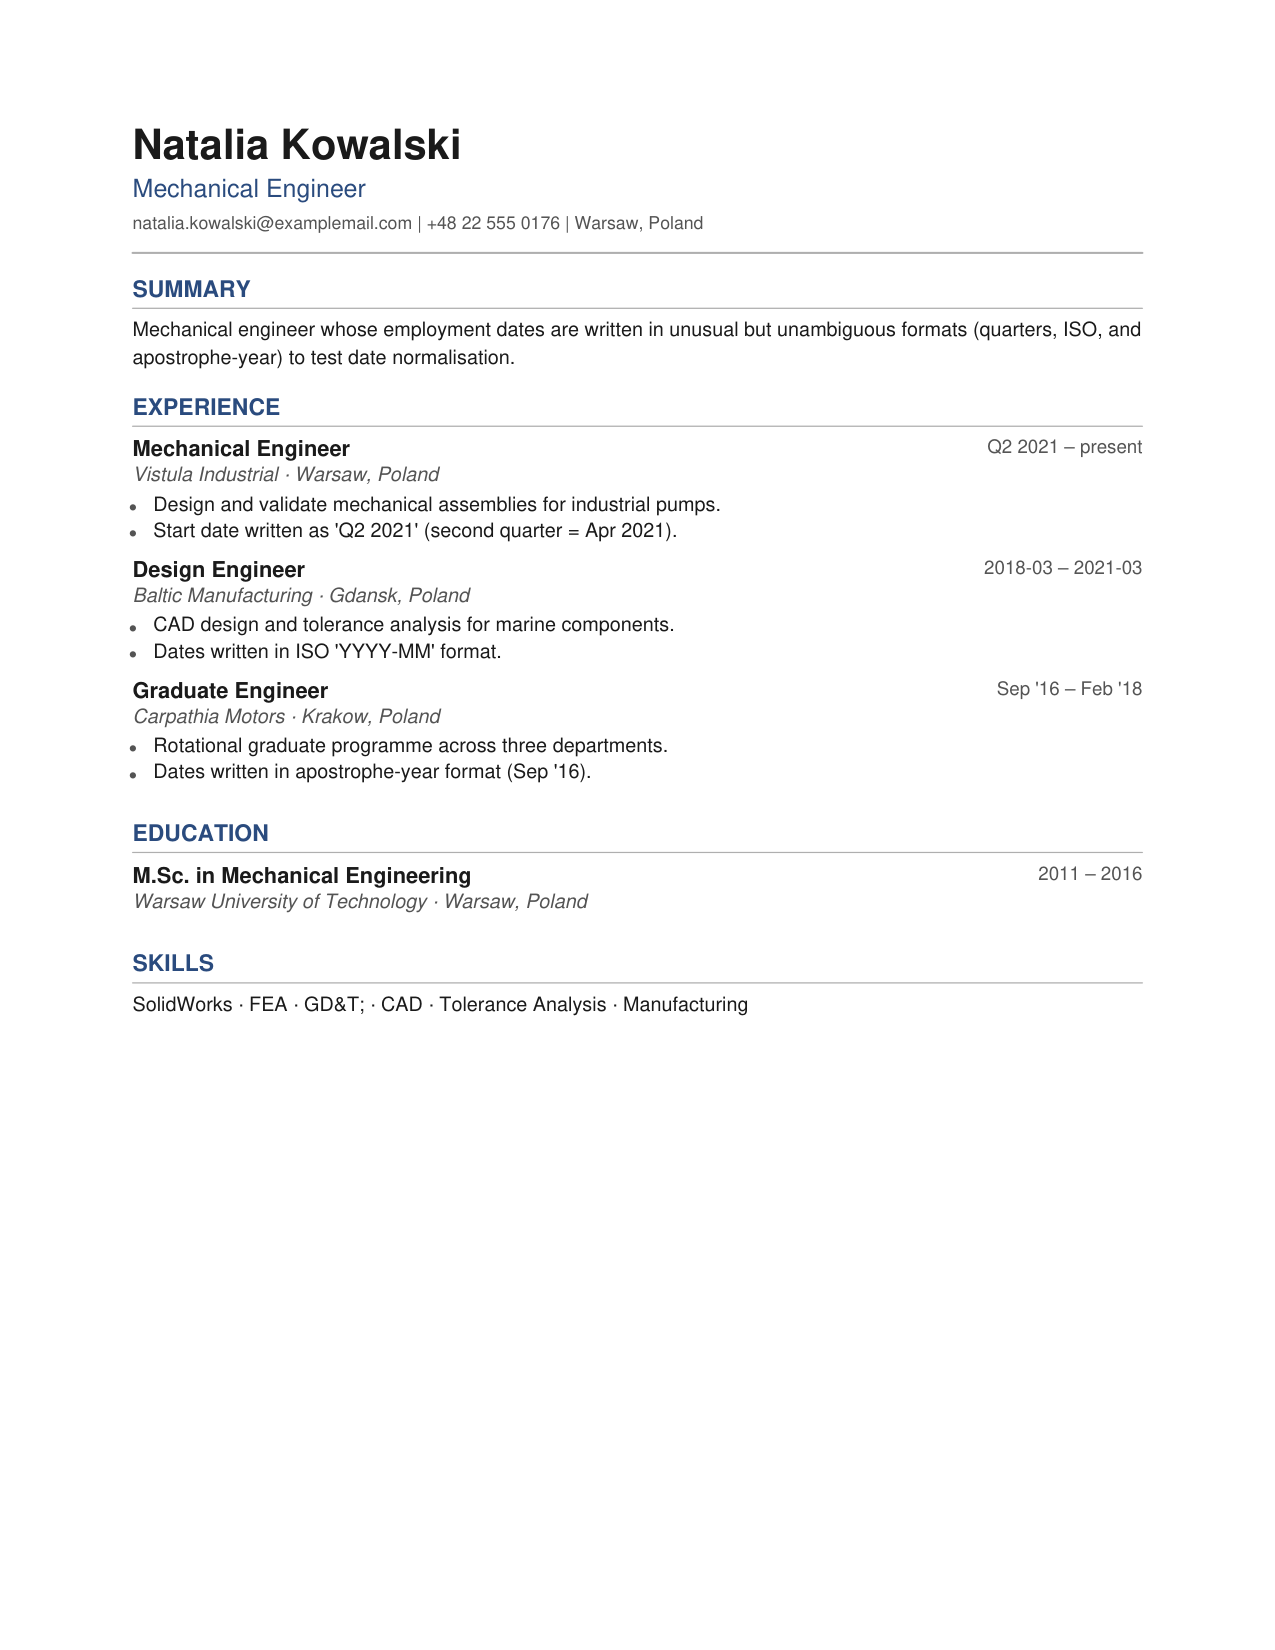 Natalia Kowalski
Mechanical Engineer
natalia.kowalski@examplemail.com | +48 22 555 0176 | Warsaw, Poland
SUMMARY
Mechanical engineer whose employment dates are written in unusual but unambiguous formats (quarters, ISO, and
apostrophe-year) to test date normalisation.
EXPERIENCE
Mechanical Engineer Q2 2021 – present
Vistula Industrial · Warsaw, Poland
• Design and validate mechanical assemblies for industrial pumps.
• Start date written as 'Q2 2021' (second quarter = Apr 2021).
Design Engineer 2018-03 – 2021-03
Baltic Manufacturing · Gdansk, Poland
• CAD design and tolerance analysis for marine components.
• Dates written in ISO 'YYYY-MM' format.
Graduate Engineer Sep '16 – Feb '18
Carpathia Motors · Krakow, Poland
• Rotational graduate programme across three departments.
• Dates written in apostrophe-year format (Sep '16).
EDUCATION
M.Sc. in Mechanical Engineering 2011 – 2016
Warsaw University of Technology · Warsaw, Poland
SKILLS
SolidWorks · FEA · GD&T; · CAD · Tolerance Analysis · Manufacturing